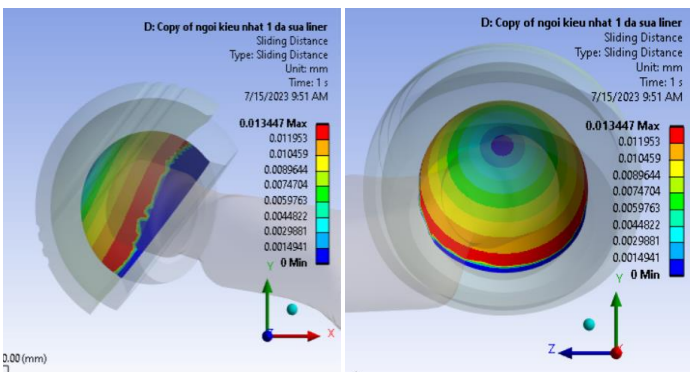 D: Copy of ngoi kieu nhat 1 da sua liner
Sliding Distance
Type: Sliding Distance
Unit: mm
Time: 1 s
7/15/2023 9:51 AM
0.013447 Max
0.011953
0.010459
0.0089644
0.0074704
0.0059763
0.0044822
0.0029881
0.0014941
0 Min
Y
Z
X
0.00 (mm)
D: Copy of ngoi kieu nhat 1 da sua liner
Sliding Distance
Type: Sliding Distance
Unit: mm
Time: 1 s
7/15/2023 9:51 AM
0.013447 Max
0.011953
0.010459
0.0089644
0.0074704
0.0059763
0.0044822
0.0029881
0.0014941
0 Min
Y
Z
X